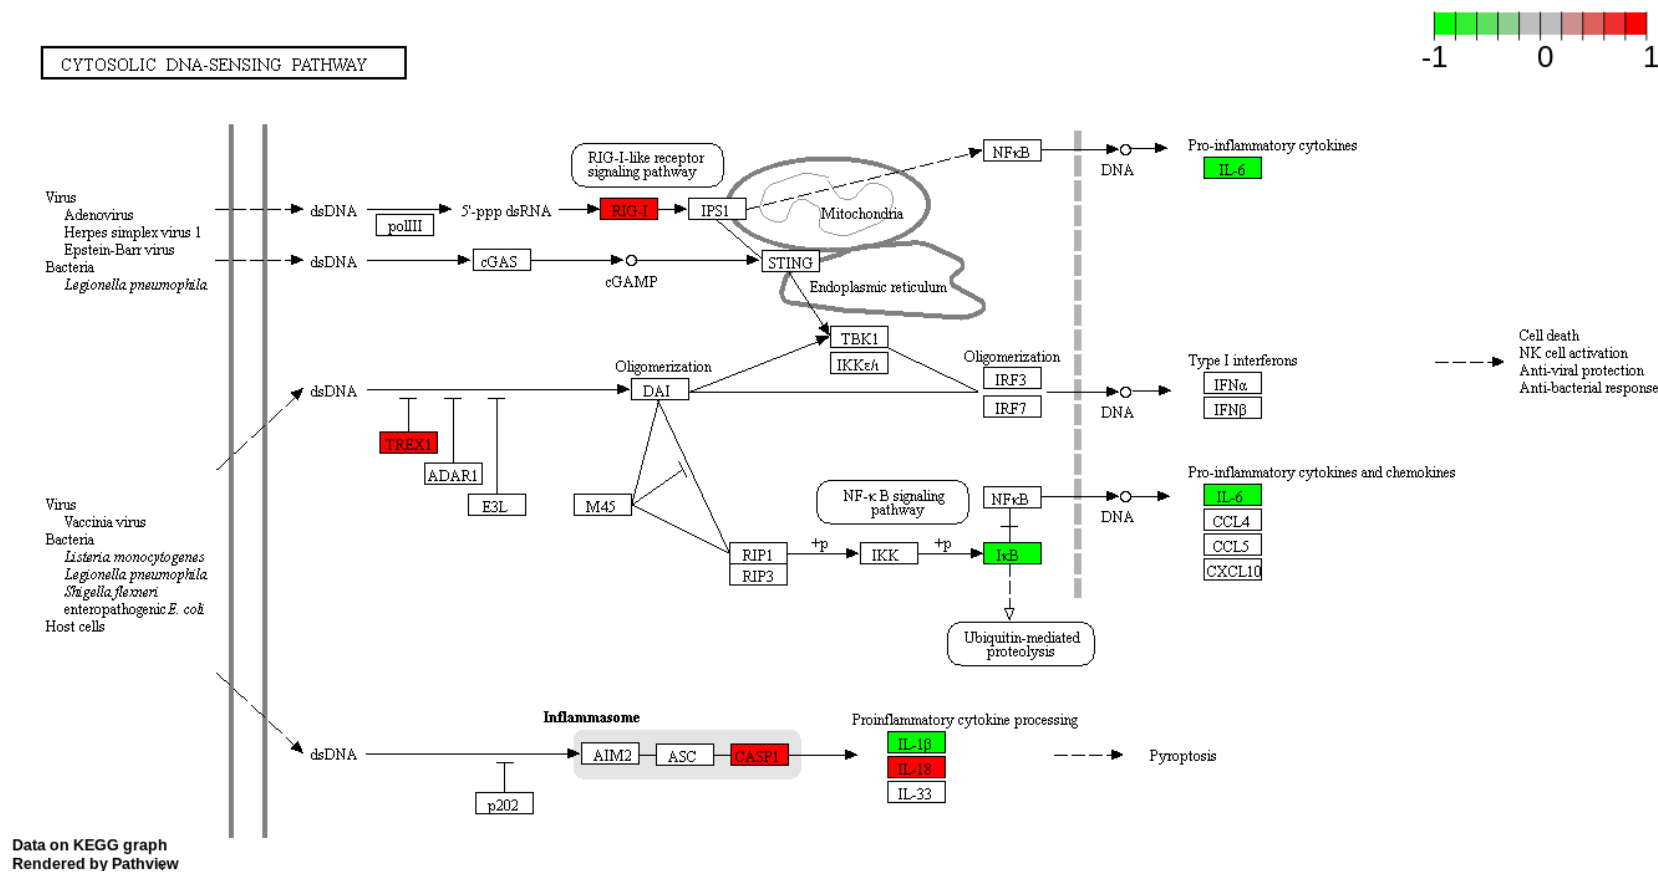 -1 0 1
CYTOSOLIC DNA-SENSING PATHWAY
RIG-I-like receptor
signaling pathway
NFκB
DNA
Pro-inflammatory cytokines
IL-6
Virus
Adenovirus
Herpes simplex virus 1
Epstein-Barr virus
Bacteria
Legionella pneumophila
dsDNA
polIII
5'-ppp dsRNA
RIG-I
IPS1
Mitochondria
dsDNA
cGAS
cGAMP
STING
Endoplasmic reticulum
TBK1
IKKε/ι
Oligomerization
DAI
dsDNA
TREX1
ADAR1
E3L
Oligomerization
IRF3
IRF7
DNA
Type I interferons
IFNα
IFNβ
Cell death
NK cell activation
Anti-viral protection
Anti-bacterial response
Virus
Vaccinia virus
Bacteria
Listeria monocytogenes
Legionella pneumophila
Shigella flexneri
enteropathogenic E. coli
Host cells
M45
NF-κ B signaling
pathway
NFκB
DNA
Pro-inflammatory cytokines and chemokines
IL-6
CCL4
CCL5
CXCL10
RIP1
RIP3
+p
IKK
+p
IκB
Ubiquitin-mediated
proteolysis
Inflammasome
dsDNA
p202
AIM2
ASC
CASP1
Proinflammatory cytokine processing
IL-1β
IL-18
IL-33
Pyroptosis
Data on KEGG graph
Rendered by Pathview